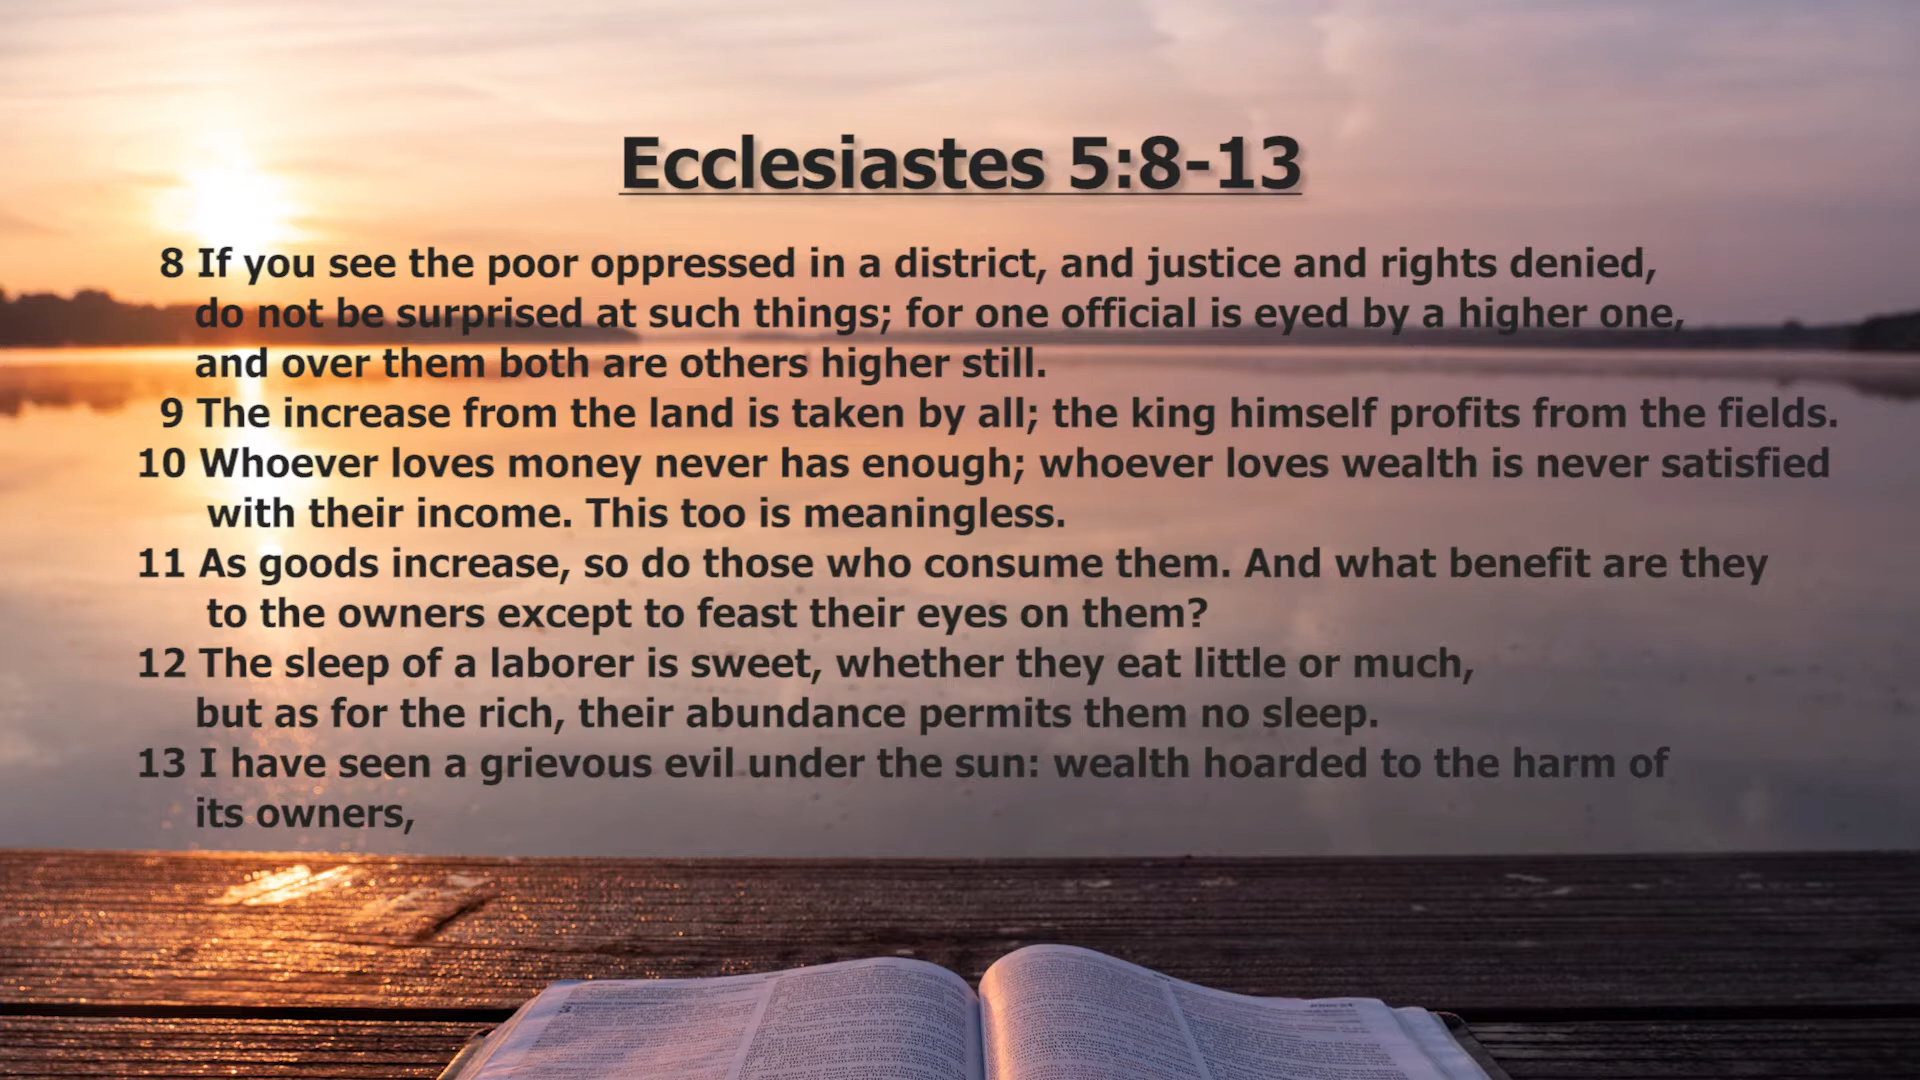 Ecclesiastes 5:8-13
8 If you see the poor oppressed in a district, and justice and rights denied,
do not be surprised at such things; for one official is eyed by a higher one,
and over them both are others higher still.
9 The increase from the land is taken by all; the king himself profits from the fields.
10 Whoever loves money never has enough; whoever loves wealth is never satisfied
with their income. This too is meaningless.
11 As goods increase, so do those who consume them. And what benefit are they
to the owners except to feast their eyes on them?
12 The sleep of a laborer is sweet, whether they eat little or much,
but as for the rich, their abundance permits them no sleep.
13 I have seen a grievous evil under the sun: wealth hoarded to the harm of
its owners,